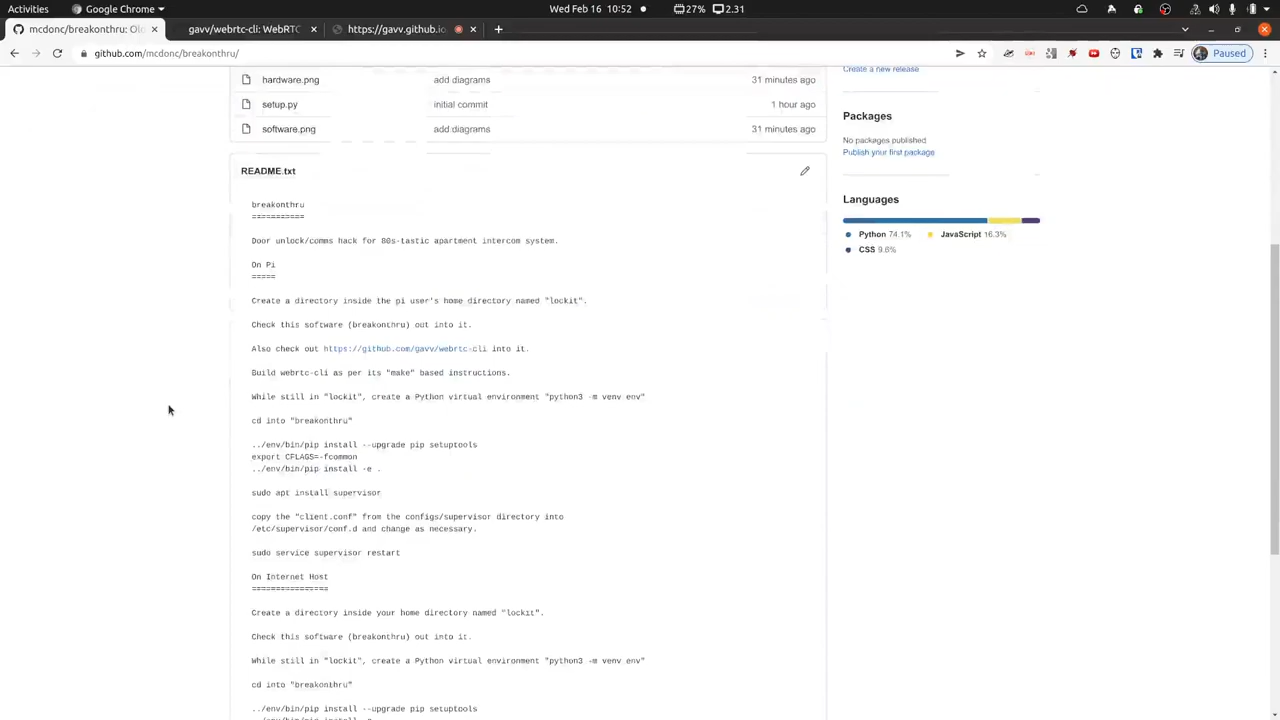 Activities
Google Chrome
Wed Feb 16 10:52
27%
2.31
mcdonc/breakonthru: Old
gavv/webrtc-cli: WebRTC
https://gavv.github.io
github.com/mcdonc/breakonthru/
Paused
hardware.png add diagrams 31 minutes ago
setup.py initial commit 1 hour ago
software.png add diagrams 31 minutes ago
Create a new release
Packages
No packages published
Publish your first package
Languages
Python 74.1% JavaScript 16.3%
CSS 9.6%
README.txt
breakonthru
===========
Door unlock/comms hack for 80s-tastic apartment intercom system.
On Pi
=====
Create a directory inside the pi user's home directory named "lockit".
Check this software (breakonthru) out into it.
Also check out https://github.com/gavv/webrtc-cli into it.
Build webrtc-cli as per its "make" based instructions.
While still in "lockit", create a Python virtual environment "python3 -m venv env"
cd into "breakonthru"
../env/bin/pip install --upgrade pip setuptools
export CFLAGS=-fcommon
../env/bin/pip install -e .
sudo apt install supervisor
copy the "client.conf" from the configs/supervisor directory into
/etc/supervisor/conf.d and change as necessary.
sudo service supervisor restart
On Internet Host
================
Create a directory inside your home directory named "lockit".
Check this software (breakonthru) out into it.
While still in "lockit", create a Python virtual environment "python3 -m venv env"
cd into "breakonthru"
../env/bin/pip install --upgrade pip setuptools